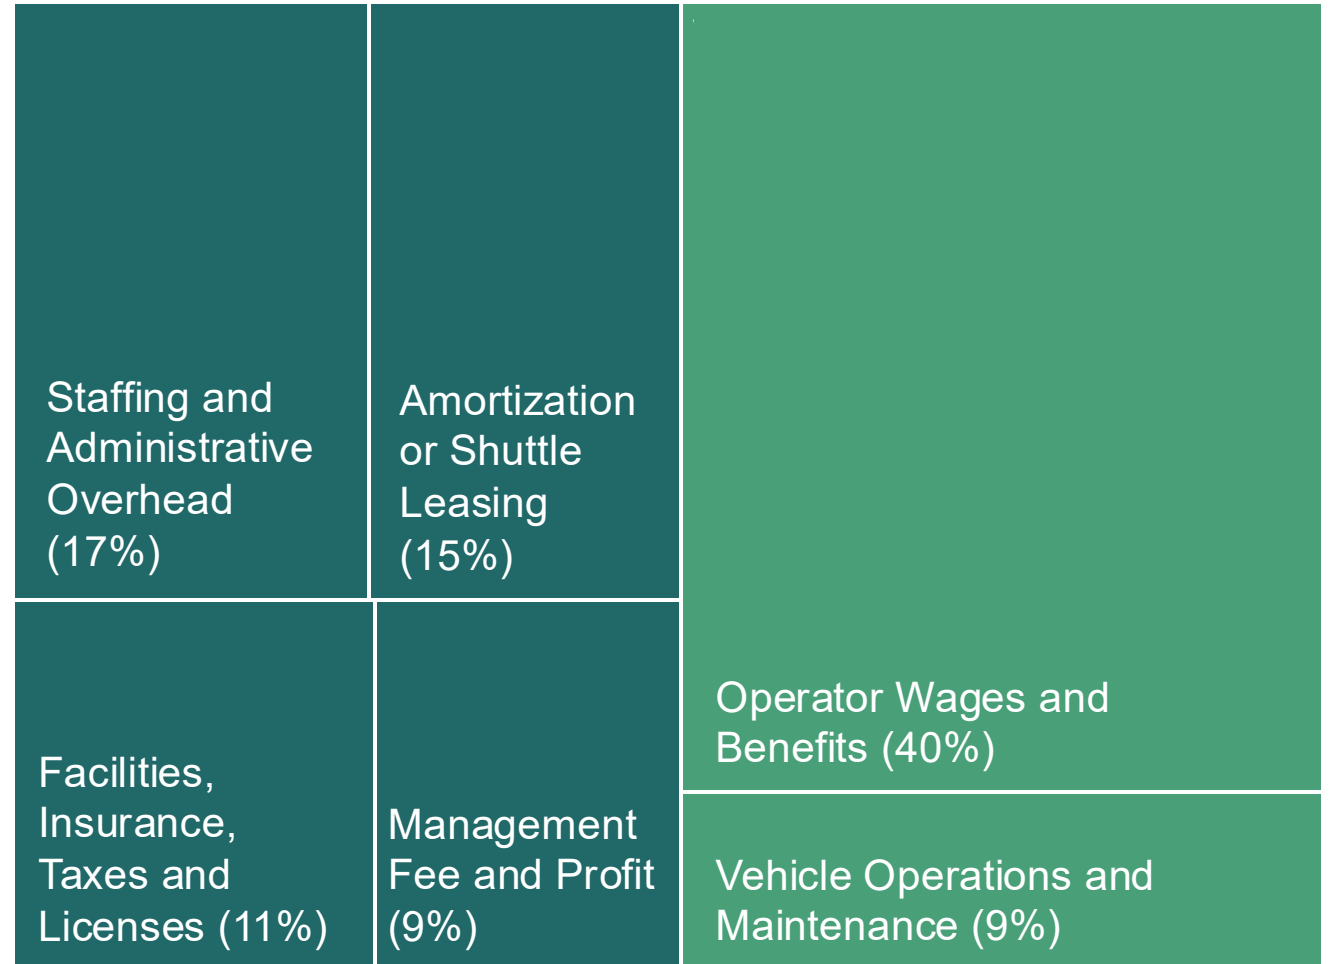 Staffing and
Administrative
Overhead
(17%)
Amortization
or Shuttle
Leasing
(15%)
Operator Wages and
Benefits (40%)
Facilities,
Insurance,
Taxes and
Licenses (11%)
Management
Fee and Profit
(9%)
Vehicle Operations and
Maintenance (9%)